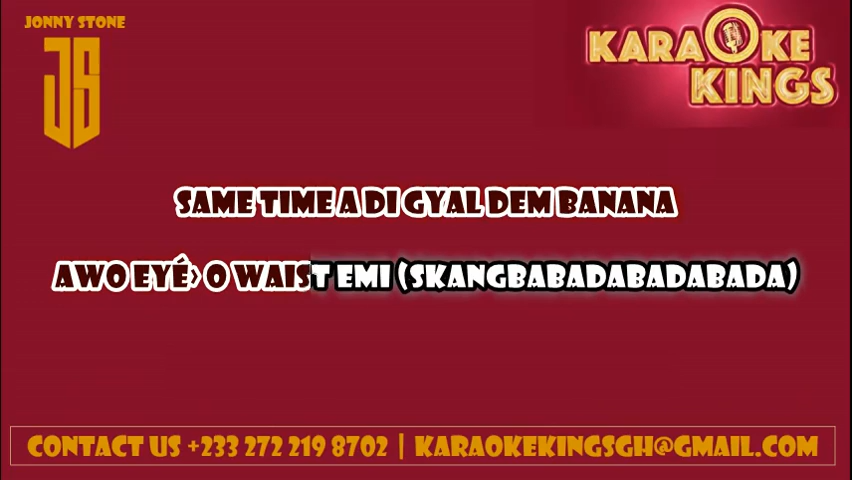 JONNY STONE
JS
KARAOKE
KINGS
SAME TIME A DI GYAL DEM BANANA
AWO EYÉ> O WAIST EMI (SKANGBABADABADABADA)
CONTACT US +233 272 219 8702 | KARAOKEKINGSGH@GMAIL.COM